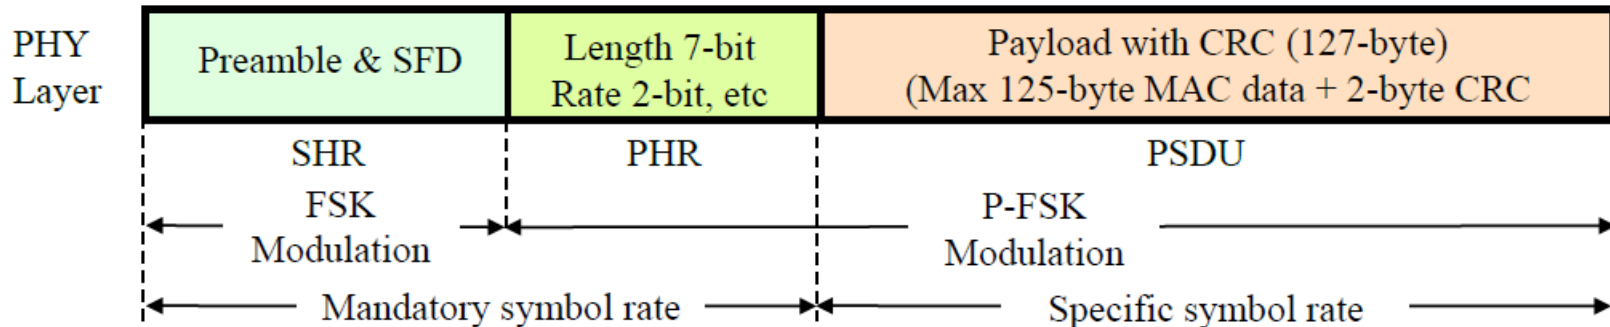 PHY
Layer
Preamble & SFD
Length 7-bit
Rate 2-bit, etc
Payload with CRC (127-byte)
(Max 125-byte MAC data + 2-byte CRC
SHR
PHR
PSDU
FSK
Modulation
P-FSK
Modulation
Mandatory symbol rate
Specific symbol rate